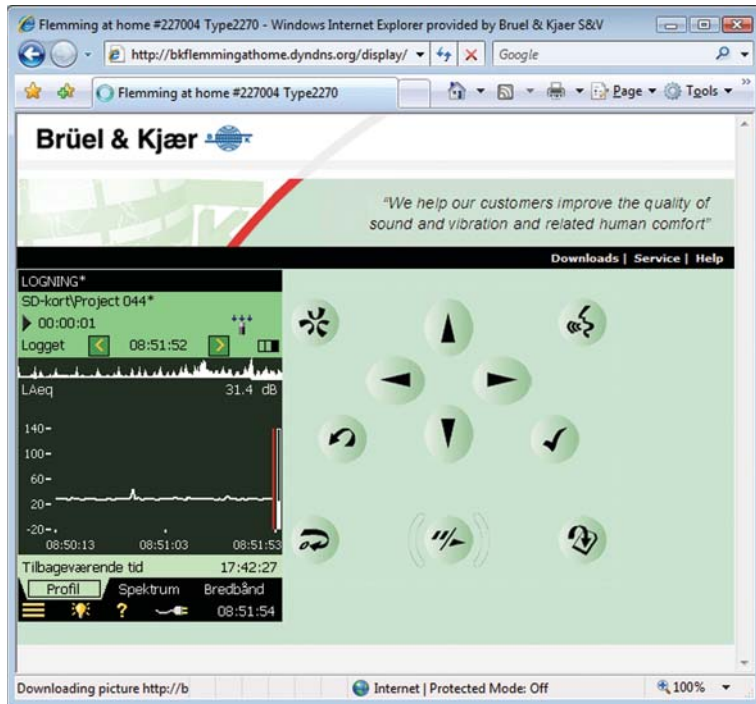 Flemming at home #227004 Type2270 - Windows Internet Explorer provided by Bruel & Kjaer S&V
http://bkflemmingathome.dyndns.org/display/
Google
Flemming at home #227004 Type2270
Page
Tools
Brüel & Kjær
"We help our customers improve the quality of
sound and vibration and related human comfort"
Downloads | Service | Help
LOGNING*
SD-kort\Project 044*
00:00:01
Logget 08:51:52
LAeq 31.4 dB
140-
100-
60-
20-
-20-
08:50:13 08:51:03 08:51:53
Tilbageværende tid 17:42:27
Profil Spektrum Bredbånd
? 08:51:54
Downloading picture http://b
Internet | Protected Mode: Off
100%